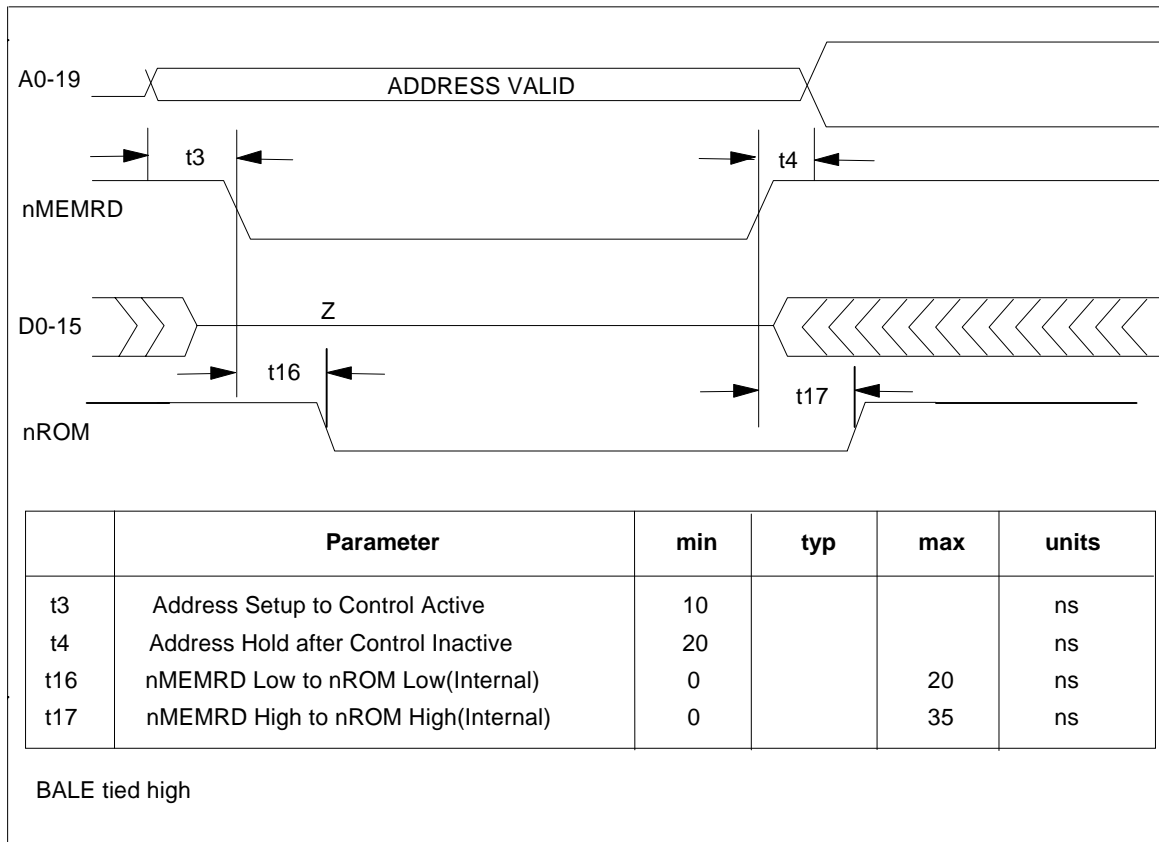 A0-19
ADDRESS VALID
t3
t4
nMEMRD
Z
D0-15
t16
t17
nROM
Parameter min typ max units
t3 Address Setup to Control Active 10 ns
t4 Address Hold after Control Inactive 20 ns
t16 nMEMRD Low to nROM Low(Internal) 0 20 ns
t17 nMEMRD High to nROM High(Internal) 0 35 ns
BALE tied high